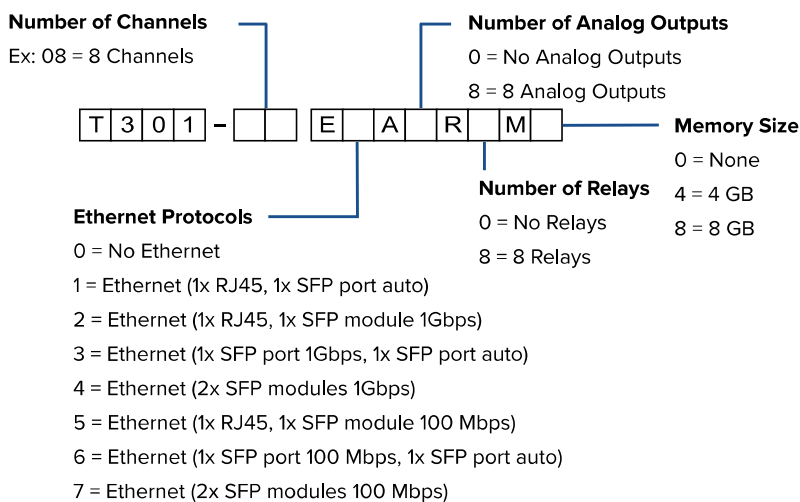 Number of Channels
Ex: 08 = 8 Channels
Number of Analog Outputs
0 = No Analog Outputs
8 = 8 Analog Outputs
T301- E A R M
Memory Size
0 = None
4 = 4 GB
8 = 8 GB
Number of Relays
0 = No Relays
8 = 8 Relays
Ethernet Protocols
0 = No Ethernet
1 = Ethernet (1x RJ45, 1x SFP port auto)
2 = Ethernet (1x RJ45, 1x SFP module 1Gbps)
3 = Ethernet (1x SFP port 1Gbps, 1x SFP port auto)
4 = Ethernet (2x SFP modules 1Gbps)
5 = Ethernet (1x RJ45, 1x SFP module 100 Mbps)
6 = Ethernet (1x SFP port 100 Mbps, 1x SFP port auto)
7 = Ethernet (2x SFP modules 100 Mbps)